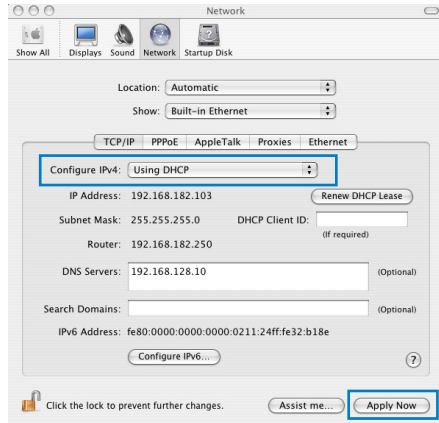 Network
Show All Displays Sound Network Startup Disk
Location: Automatic
Show: Built-in Ethernet
TCP/IP PPPoE AppleTalk Proxies Ethernet
Configure IPv4: Using DHCP
IP Address: 192.168.182.103 Renew DHCP Lease
Subnet Mask: 255.255.255.0 DHCP Client ID:
(If required)
Router: 192.168.182.250
DNS Servers: 192.168.128.10 (Optional)
Search Domains: (Optional)
IPv6 Address: fe80:0000:0000:0000:0211:24ff:fe32:b18e
Configure IPv6... ?
Click the lock to prevent further changes. Assist me... Apply Now